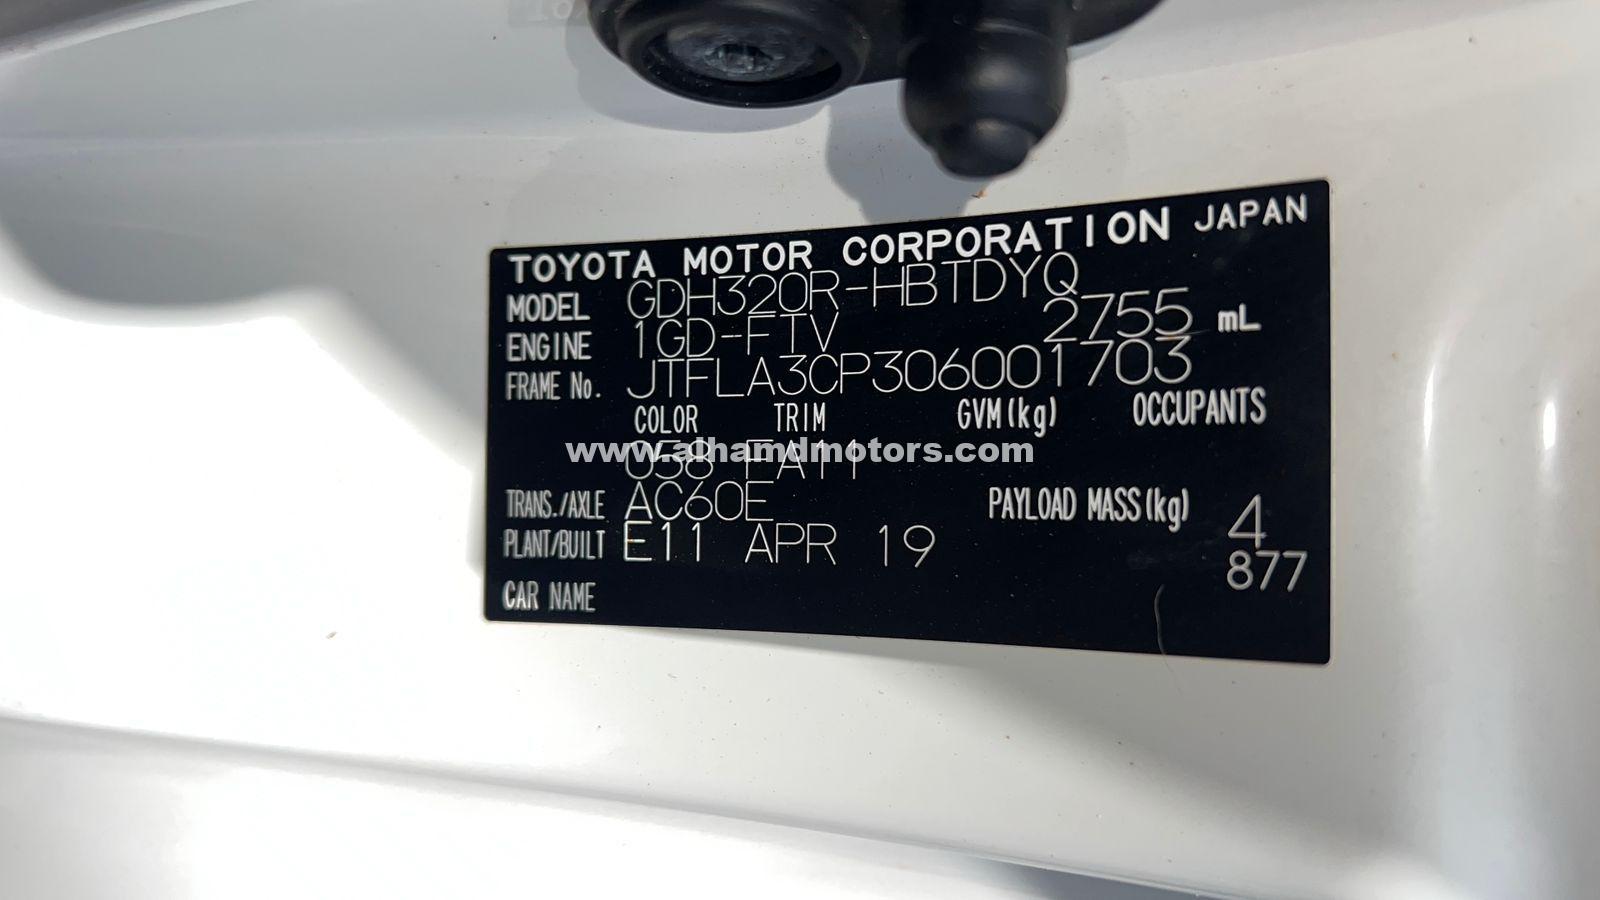 TOYOTA MOTOR CORPORATION JAPAN
MODEL GDH320R-HBTDYQ
ENGINE 1GD-FTV 2755 mL
FRAME No. JTFLA3CP306001703
COLOR TRIM GVM(kg) OCCUPANTS
058 FA11
www.alhamdmotors.com
TRANS./AXLE AC60E PAYLOAD MASS(kg) 4
PLANT/BUILT E11 APR 19 877
CAR NAME